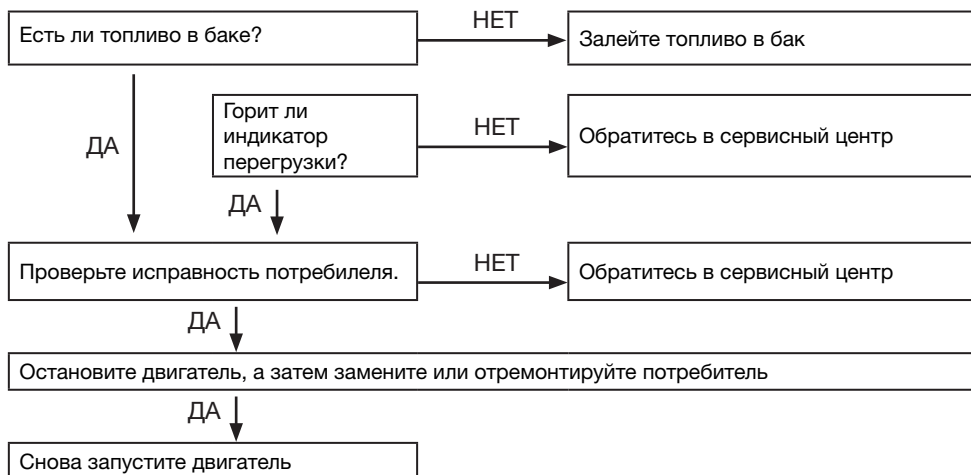 Есть ли топливо в баке?
НЕТ
Залейте топливо в бак
ДА
Горит ли
индикатор
перегрузки?
НЕТ
Обратитесь в сервисный центр
ДА
Проверьте исправность потребилеля.
НЕТ
Обратитесь в сервисный центр
ДА
Остановите двигатель, а затем замените или отремонтируйте потребитель
ДА
Снова запустите двигатель